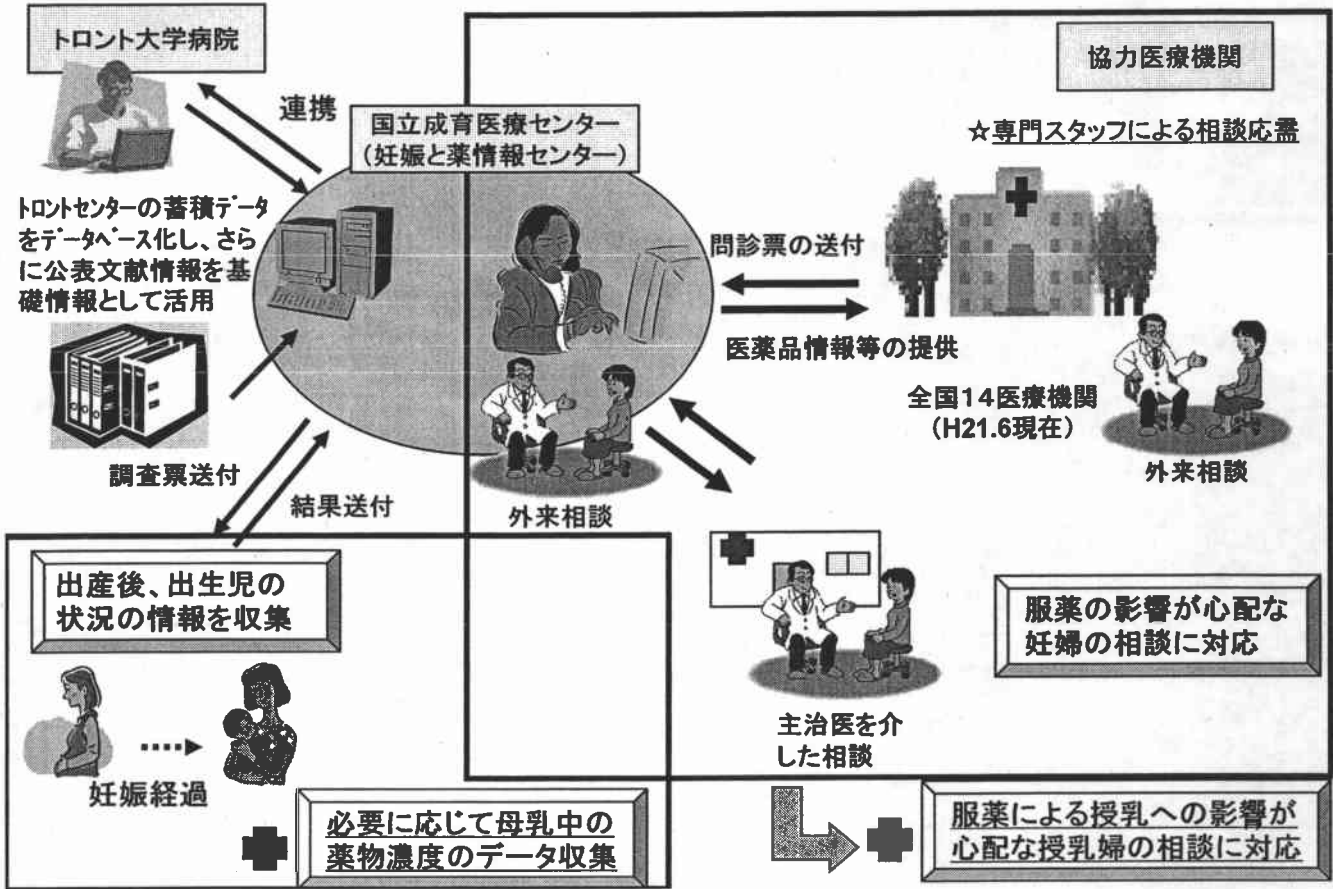 トロント大学病院
連携
国立成育医療センター
(妊娠と薬情報センター)
協力医療機関
☆専門スタッフによる相談応需
トロントセンターの蓄積データ
をデータベース化し、さら
に公表文献情報を基
礎情報として活用
問診票の送付
医薬品情報等の提供
全国14医療機関
(H21.6現在)
外来相談
調査票送付
結果送付
外来相談
出産後、出生児の
状況の情報を収集
服薬の影響が心配な
妊婦の相談に対応
主治医を介
した相談
妊娠経過
必要に応じて母乳中の
薬物濃度のデータ収集
服薬による授乳への影響が
心配な授乳婦の相談に対応